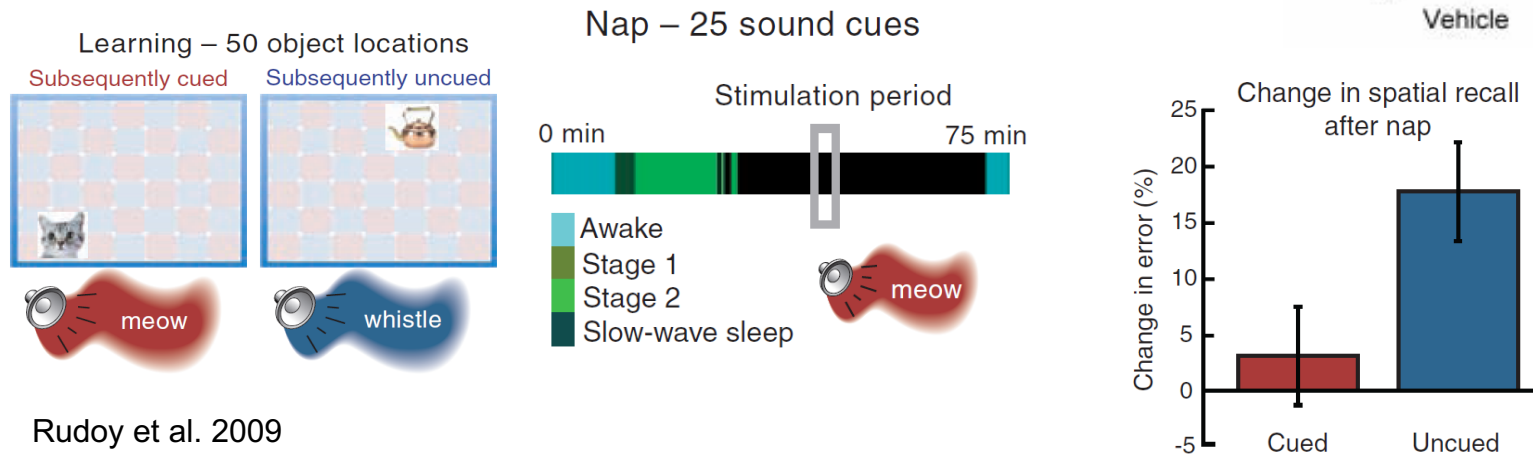 Learning – 50 object locations
Subsequently cued
Subsequently uncued
meow
whistle
Rudoy et al. 2009
Nap – 25 sound cues
Stimulation period
0 min
75 min
Awake
Stage 1
Stage 2
Slow-wave sleep
meow
Vehicle
Change in spatial recall
after nap
Change in error (%)
25
20
15
10
5
0
-5
Cued
Uncued